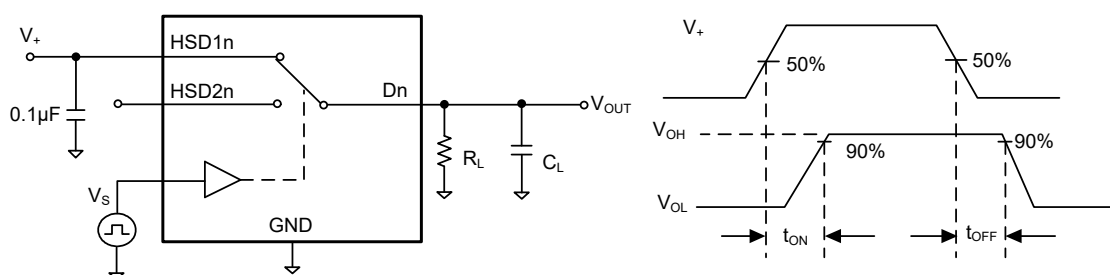 V+
HSD1n
HSD2n
0.1µF
Dn
VOUT
RL
CL
VS
GND
V+
50%
50%
VOH
90%
90%
VOL
tON
tOFF